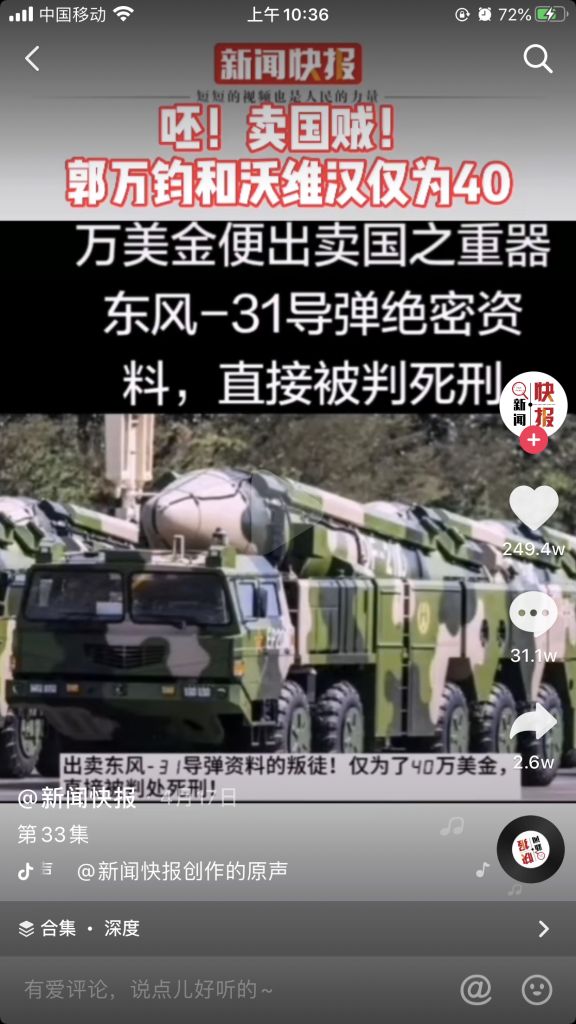 中国移动
上午10:36
72%
新闻快报
短短的视频也是人民的力量
呸！卖国贼！
郭万钧和沃维汉仅为40
万美金便出卖国之重器
东风-31导弹绝密资
料，直接被判死刑
新闻
快报
249.4w
31.1w
2.6w
出卖东风-31导弹资料的叛徒！仅为了40万美金，
直接被判处死刑！
@新闻快报 · 4月17日
第33集
@新闻快报创作的原声
合集 · 深度
有爱评论，说点儿好听的~